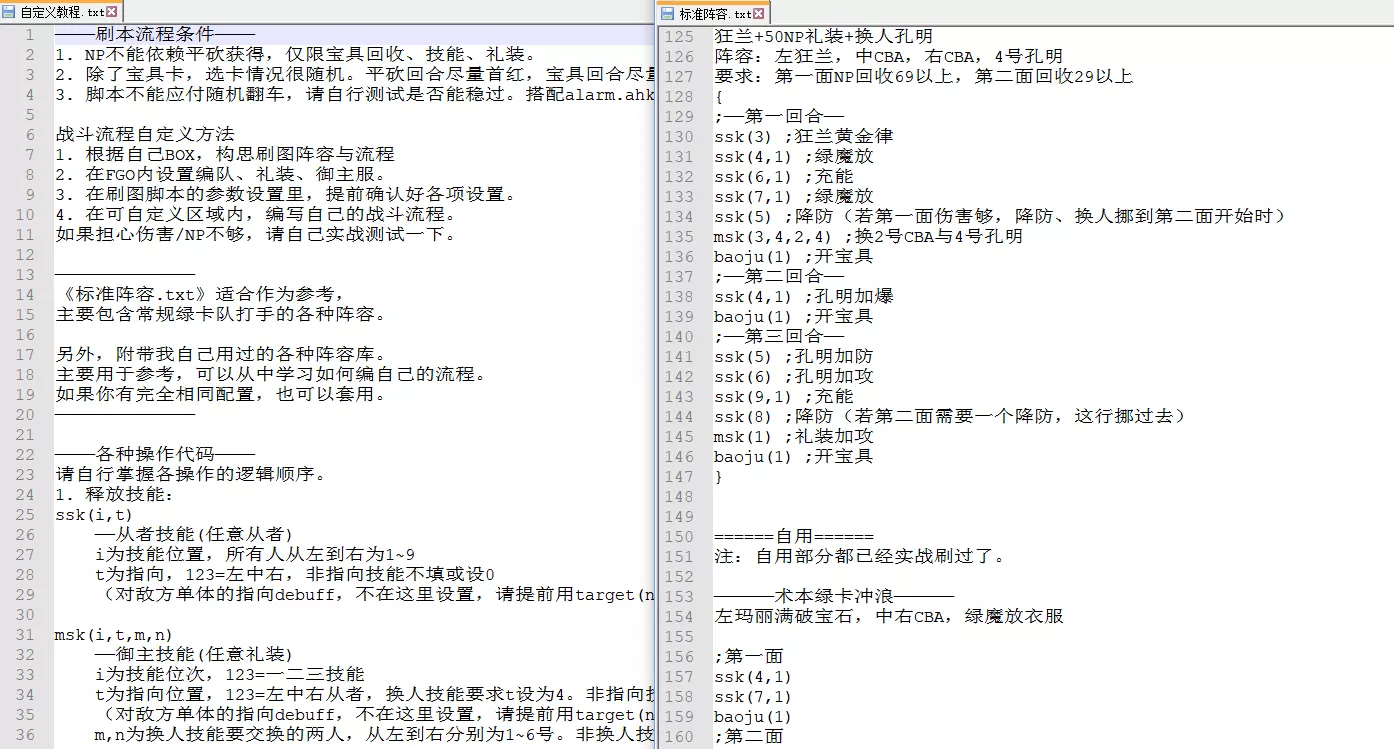 自定义教程.txt
1 ————刷本流程条件————
2 1. NP不能依赖平砍获得，仅限宝具回收、技能、礼装。
3 2. 除了宝具卡，选卡情况很随机。平砍回合尽量首红，宝具回合尽量
4 3. 脚本不能应付随机翻车，请自行测试是否能稳过。搭配alarm.ahk
5
6 战斗流程自定义方法
7 1. 根据自己BOX，构思刷图阵容与流程
8 2. 在FGO内设置编队、礼装、御主服。
9 3. 在刷图脚本的参数设置里，提前确认好各项设置。
10 4. 在可自定义区域内，编写自己的战斗流程。
11 如果担心伤害/NP不够，请自己实战测试一下。
12
13 ———————————————
14 《标准阵容.txt》适合作为参考，
15 主要包含常规绿卡队打手的各种阵容。
16
17 另外，附带我自己用过的各种阵容库。
18 主要用于参考，可以从中学习如何编自己的流程。
19 如果你有完全相同配置，也可以套用。
20 ———————————————
21
22 ————各种操作代码————
23 请自行掌握各操作的逻辑顺序。
24 1. 释放技能：
25 ssk(i,t)
26 ——从者技能(任意从者)
27 i为技能位置，所有人从左到右为1~9
28 t为指向，123=左中右，非指向技能不填或设0
29 （对敌方单体的指向debuff，不在这里设置，请提前用target(n
30
31 msk(i,t,m,n)
32 ——御主技能(任意礼装)
33 i为技能位次，123=一二三技能
34 t为指向位置，123=左中右从者，换人技能要求t设为4。非指向技
35 （对敌方单体的指向debuff，不在这里设置，请提前用target(n
36 m,n为换人技能要交换的两人，从左到右分别为1~6号。非换人技
标准阵容.txt
125 狂兰+50NP礼装+换人孔明
126 阵容：左狂兰，中CBA，右CBA，4号孔明
127 要求：第一面NP回收69以上，第二面回收29以上
128 {
129 ;——第一回合——
130 ssk(3) ;狂兰黄金律
131 ssk(4,1) ;绿魔放
132 ssk(6,1) ;充能
133 ssk(7,1) ;绿魔放
134 ssk(5) ;降防（若第一面伤害够，降防、换人挪到第二面开始时）
135 msk(3,4,2,4) ;换2号CBA与4号孔明
136 baoju(1) ;开宝具
137 ;——第二回合——
138 ssk(4,1) ;孔明加爆
139 baoju(1) ;开宝具
140 ;——第三回合——
141 ssk(5) ;孔明加防
142 ssk(6) ;孔明加攻
143 ssk(9,1) ;充能
144 ssk(8) ;降防（若第二面需要一个降防，这行挪过去）
145 msk(1) ;礼装加攻
146 baoju(1) ;开宝具
147 }
148
149
150 ======自用======
151 注：自用部分都已经实战刷过了。
152
153 ——————术本绿卡冲浪——————
154 左玛丽满破宝石，中右CBA，绿魔放衣服
155
156 ;第一面
157 ssk(4,1)
158 ssk(7,1)
159 baoju(1)
160 ;第二面